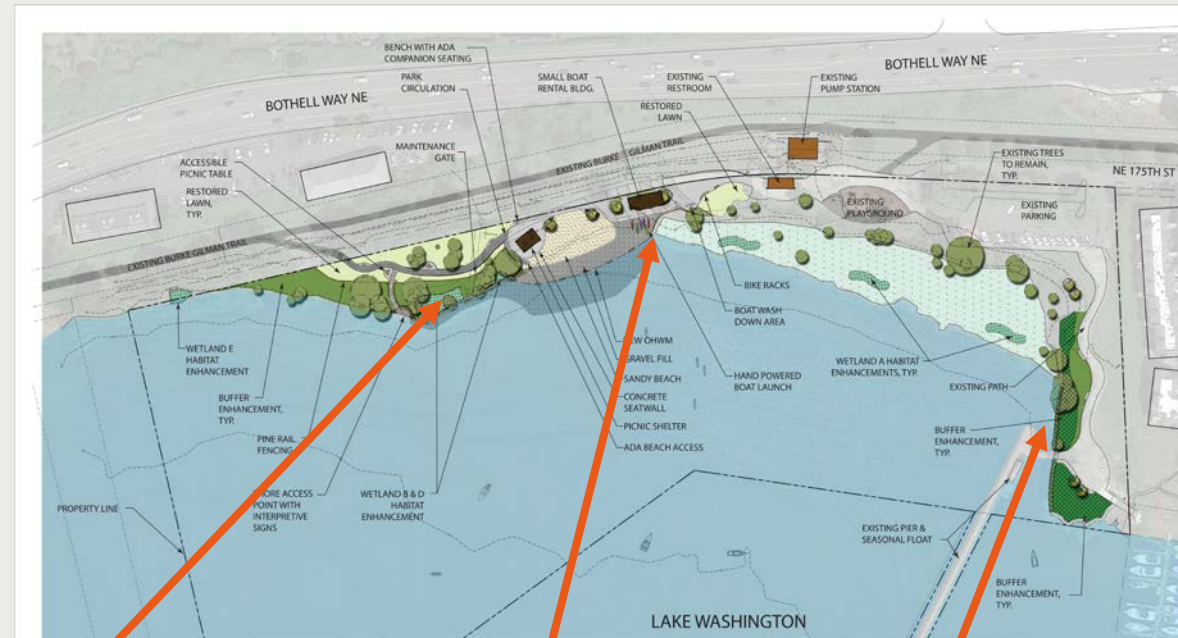 BENCH WITH ADA
COMPANION SEATING
PARK
CIRCULATION
SMALL BOAT
RENTAL BLDG.
EXISTING
RESTROOM
EXISTING
PUMP STATION
BOTHELL WAY NE
BOTHELL WAY NE
RESTORED
LAWN
MAINTENANCE
GATE
EXISTING BURKE GILMAN TRAIL
EXISTING TREES
TO REMAIN,
TYP.
NE 175TH ST
ACCESSIBLE
PICNIC TABLE
RESTORED
LAWN,
TYP.
EXISTING
PLAYGROUND
EXISTING
PARKING
EXISTING BURKE GILMAN TRAIL
BIKE RACKS
BOAT WASH
DOWN AREA
WETLAND E
HABITAT
ENHANCEMENT
NEW OHWM
GRAVEL FILL
SANDY BEACH
CONCRETE
SEATWALL
PICNIC SHELTER
ADA BEACH ACCESS
HAND POWERED
BOAT LAUNCH
WETLAND A HABITAT
ENHANCEMENTS, TYP.
EXISTING PATH
BUFFER
ENHANCEMENT,
TYP.
PINE RAIL
FENCING
BUFFER
ENHANCEMENT,
TYP.
PROPERTY LINE
SHORE ACCESS
POINT WITH
INTERPRETIVE
SIGNS
WETLAND B & D
HABITAT
ENHANCEMENT
EXISTING PIER &
SEASONAL FLOAT
BUFFER
ENHANCEMENT,
TYP.
LAKE WASHINGTON